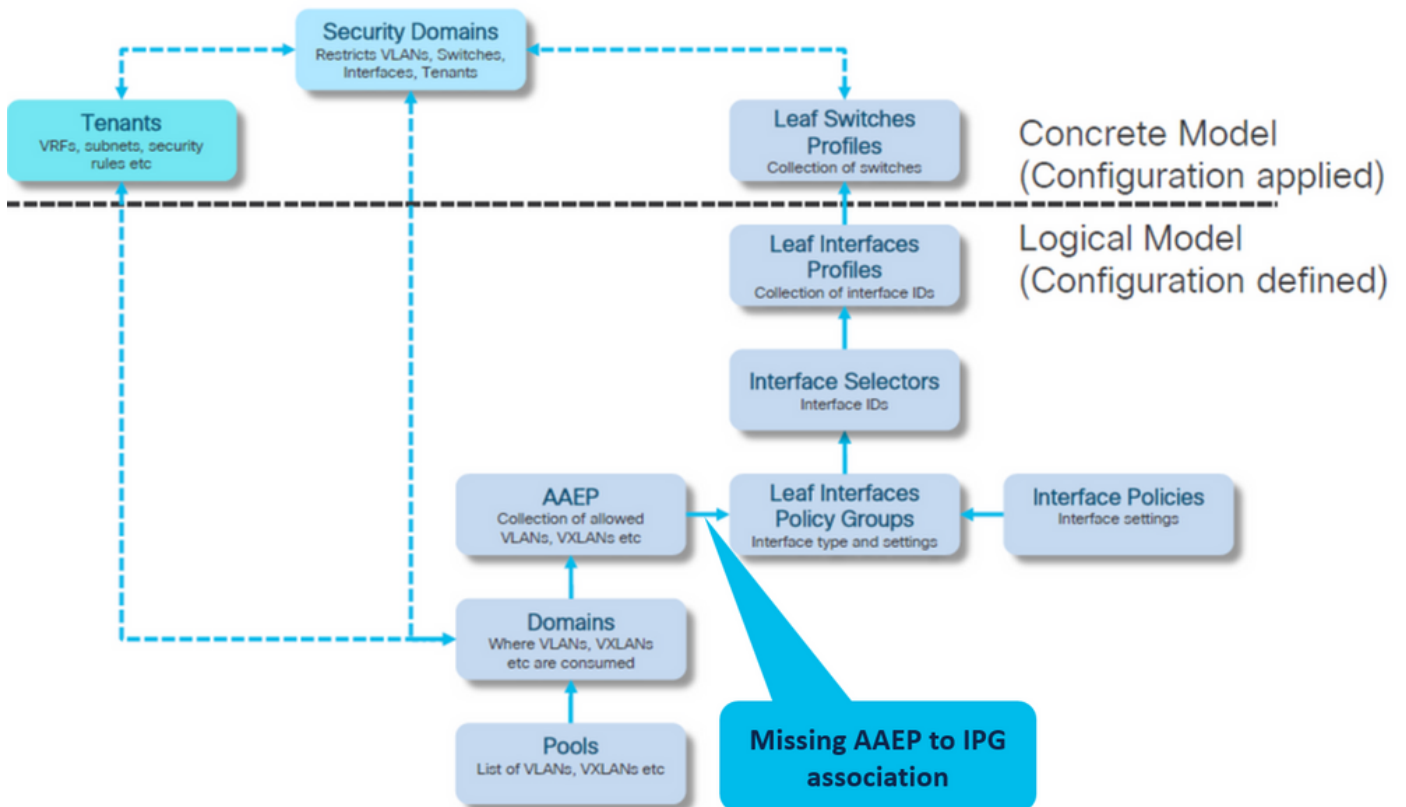 Security Domains
Restricts VLANs, Switches,
Interfaces, Tenants
Tenants
VRFs, subnets, security
rules etc
Leaf Switches
Profiles
Collection of switches
Concrete Model
(Configuration applied)
Logical Model
(Configuration defined)
Leaf Interfaces
Profiles
Collection of interface IDs
Interface Selectors
Interface IDs
AAEP
Collection of allowed
VLANs, VXLANs etc
Leaf Interfaces
Policy Groups
Interface type and settings
Interface Policies
Interface settings
Domains
Where VLANs, VXLANs
etc are consumed
Missing AAEP to IPG
association
Pools
List of VLANs, VXLANs etc